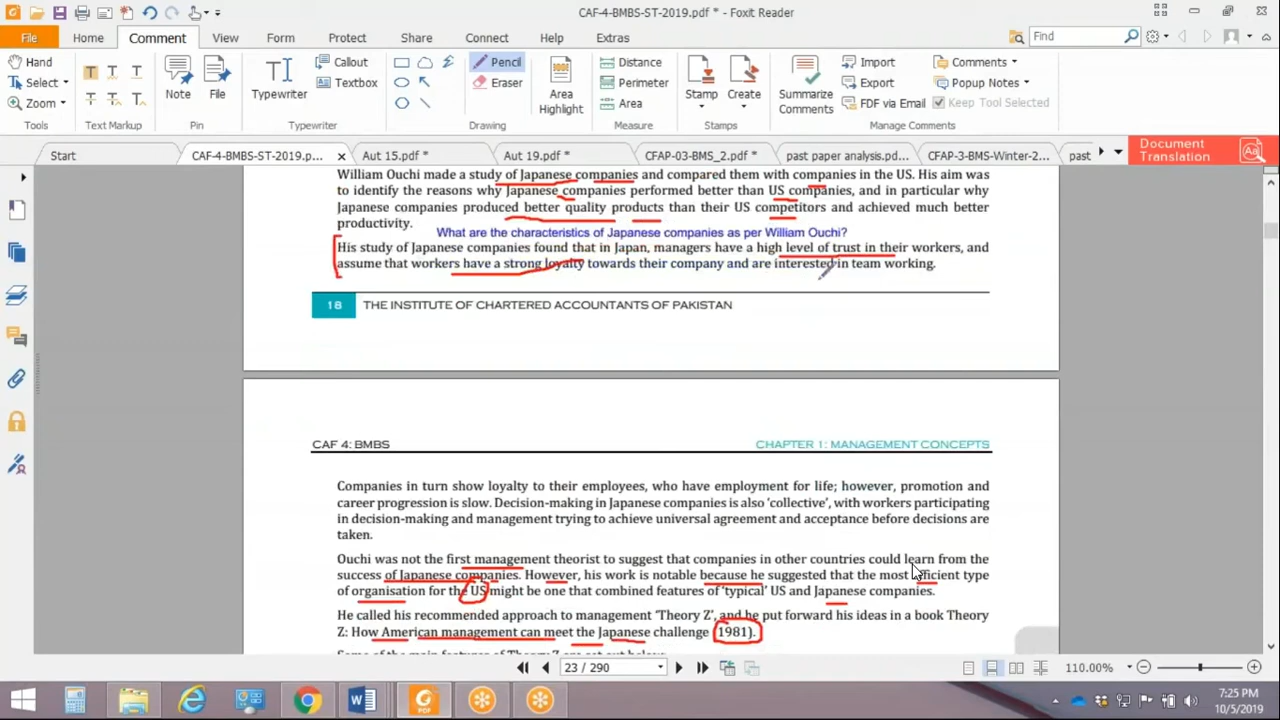 CAF-4-BMBS-ST-2019.pdf * - Foxit Reader
File Home Comment View Form Protect Share Connect Help Extras Find
Hand
Select
Zoom
Tools
Text Markup
Note
File
Pin
Typewriter
Callout
Textbox
Typewriter
Pencil
Eraser
Drawing
Area
Highlight
Distance
Perimeter
Area
Measure
Stamp
Create
Stamps
Summarize
Comments
Import
Export
FDF via Email
Comments
Popup Notes
Keep Tool Selected
Manage Comments
Start CAF-4-BMBS-ST-2019.p... Aut 15.pdf * Aut 19.pdf * CFAP-03-BMS_2.pdf * past paper analysis.pd... CFAP-3-BMS-Winter-2... past
Document
Translation
William Ouchi made a study of Japanese companies and compared them with companies in the US. His aim was
to identify the reasons why Japanese companies performed better than US companies, and in particular why
Japanese companies produced better quality products than their US competitors and achieved much better
productivity.
What are the characteristics of Japanese companies as per William Ouchi?
His study of Japanese companies found that in Japan, managers have a high level of trust in their workers, and
assume that workers have a strong loyalty towards their company and are interested in team working.
18 THE INSTITUTE OF CHARTERED ACCOUNTANTS OF PAKISTAN
CAF 4: BMBS CHAPTER 1: MANAGEMENT CONCEPTS
Companies in turn show loyalty to their employees, who have employment for life; however, promotion and
career progression is slow. Decision-making in Japanese companies is also 'collective', with workers participating
in decision-making and management trying to achieve universal agreement and acceptance before decisions are
taken.
Ouchi was not the first management theorist to suggest that companies in other countries could learn from the
success of Japanese companies. However, his work is notable because he suggested that the most efficient type
of organisation for the US might be one that combined features of 'typical' US and Japanese companies.
He called his recommended approach to management 'Theory Z', and he put forward his ideas in a book Theory
Z: How American management can meet the Japanese challenge (1981).
Some of the main features of Theory Z are set out below:
23 / 290
110.00%
7:25 PM
10/5/2019